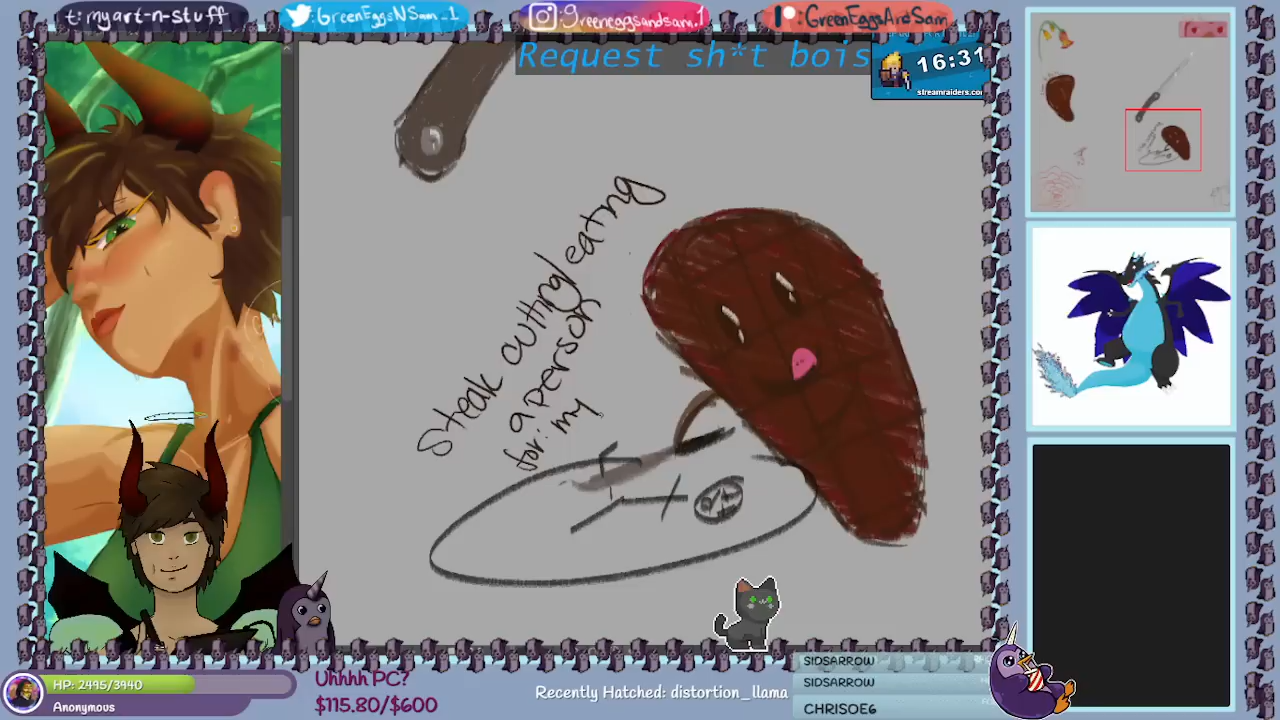 t: myart-n-stuff
:GreenEggsNSam_1
:greeneggsandsam.1
:GreenEggsAndSam
Request sh*t bois
16:31
streamraiders.com
Steak cutting/eating
a person
for: my
HP: 2495/3940
Anonymous
Uhhhh PC?
$115.80/$600
Recently Hatched: distortion_llama
SIDSARROW
SIDSARROW
CHRISOE6